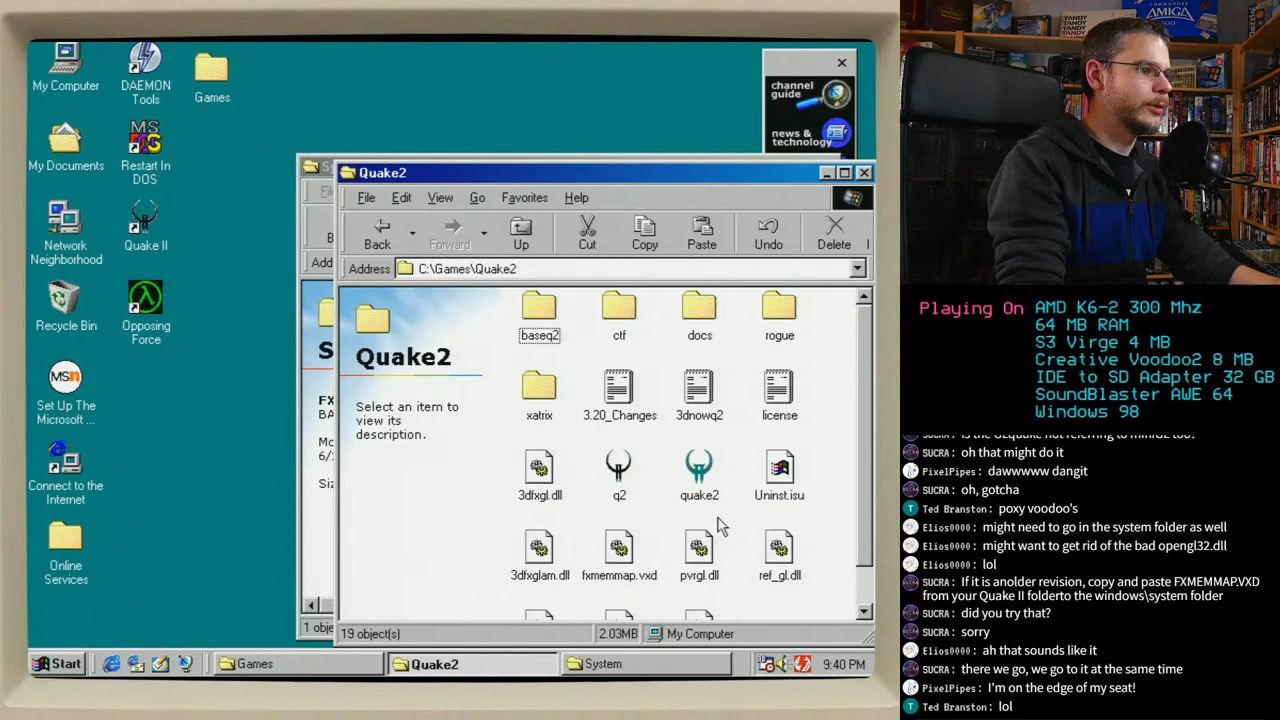 My Computer
DAEMON
Tools
Games
My Documents
MS
Restart In
DOS
Network
Neighborhood
Quake II
Recycle Bin
Opposing
Force
msn
Set Up The
Microsoft ...
Connect to the
Internet
Online
Services
channel
guide
news &
technology
Quake2
File Edit View Go Favorites Help
Back Forward Up Cut Copy Paste Undo Delete
Address C:\Games\Quake2
Quake2
Select an item to
view its
description.
baseq2 ctf docs rogue
xatrix 3.20_Changes 3dnowq2 license
3dfxgl.dll q2 quake2 Uninst.isu
3dfxglam.dll fxmemmap.vxd pvrgl.dll ref_gl.dll
19 object(s) 2.03MB My Computer
Start Games Quake2 System 9:40 PM
TANDY
AMIGA
Playing On AMD K6-2 300 Mhz
64 MB RAM
S3 Virge 4 MB
Creative Voodoo2 8 MB
IDE to SD Adapter 32 GB
SoundBlaster AWE 64
Windows 98
SUCRA: oh that might do it
PixelPipes: dawwwww dangit
SUCRA: oh, gotcha
Ted Branston: poxy voodoo's
Elios0000: might need to go in the system folder as well
Elios0000: might want to get rid of the bad opengl32.dll
Elios0000: lol
SUCRA: If it is anolder revision, copy and paste FXMEMMAP.VXD
from your Quake II folderto the windows\system folder
SUCRA: did you try that?
SUCRA: sorry
Elios0000: ah that sounds like it
SUCRA: there we go, we go to it at the same time
PixelPipes: I'm on the edge of my seat!
Ted Branston: lol